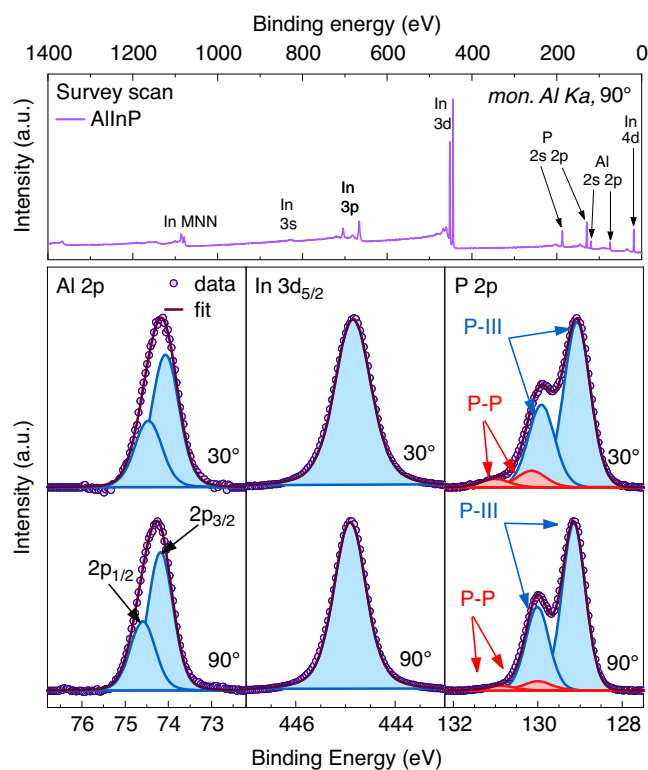 Binding energy (eV)
1400 1200 1000 800 600 400 200 0
Survey scan
AlInP
mon. Al Ka, 90°
In
3d
P
2s 2p
Al
2s 2p
In
4d
In MNN
In
3s
In
3p
Intensity (a.u.)
Al 2p
data
fit
30°
In 3d5/2
30°
P 2p
P-III
P-P
30°
Intensity (a.u.)
2p3/2
2p1/2
90°
90°
P-III
P-P
90°
76 75 74 73
446 444
132 130 128
Binding Energy (eV)